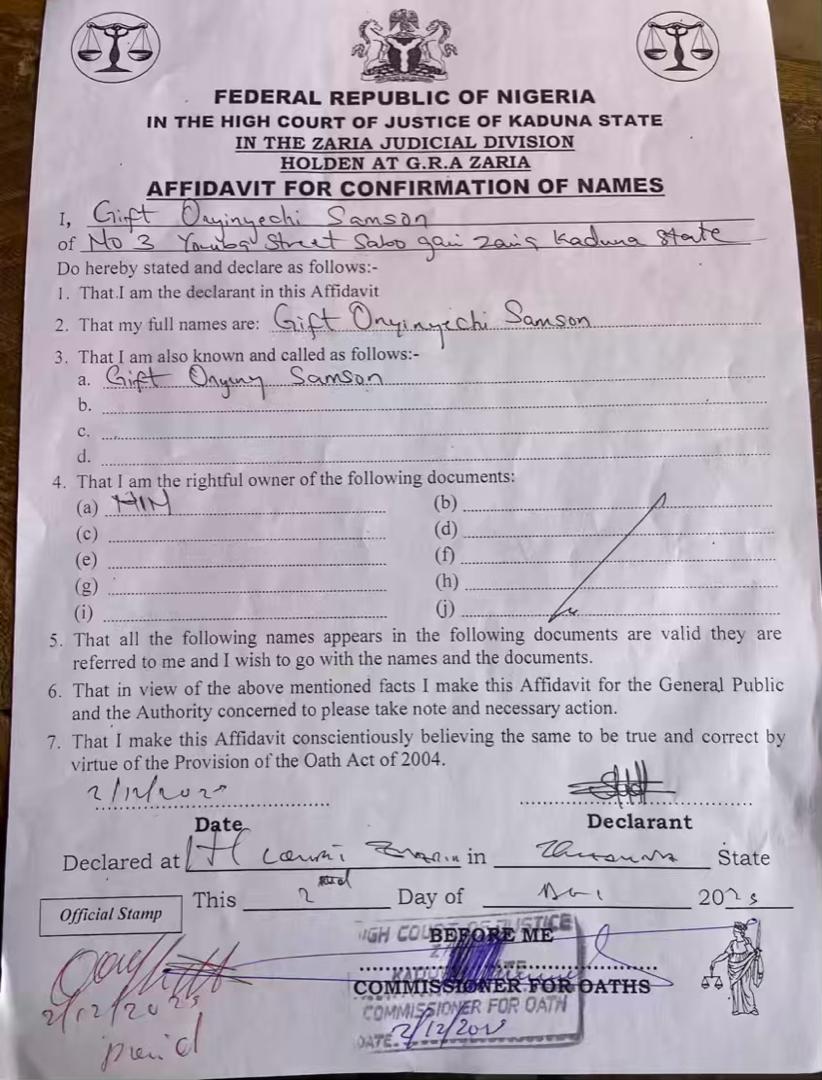 FEDERAL REPUBLIC OF NIGERIA
IN THE HIGH COURT OF JUSTICE OF KADUNA STATE
IN THE ZARIA JUDICIAL DIVISION
HOLDEN AT G.R.A ZARIA
AFFIDAVIT FOR CONFIRMATION OF NAMES
I, Gift Onyinyechi Samson
of No 3 Street Sabo gari Zaria Kaduna State
Do hereby stated and declare as follows:-
1. That I am the declarant in this Affidavit
2. That my full names are: Gift Onyinyechi Samson
3. That I am also known and called as follows:-
a. Gift Onyiny Samson
b.
c.
d.
4. That I am the rightful owner of the following documents:
(a) NIN (b)
(c) (d)
(e) (f)
(g) (h)
(i) (j)
5. That all the following names appears in the following documents are valid they are
referred to me and I wish to go with the names and the documents.
6. That in view of the above mentioned facts I make this Affidavit for the General Public
and the Authority concerned to please take note and necessary action.
7. That I make this Affidavit conscientiously believing the same to be true and correct by
virtue of the Provision of the Oath Act of 2004.
Date Declarant
Declared at in State
This 2 Day of 20
Official Stamp
HIGH COURT OF JUSTICE
BEFORE ME
COMMISSIONER FOR OATHS
COMMISSIONER FOR OATH
DATE.
2/12/2025